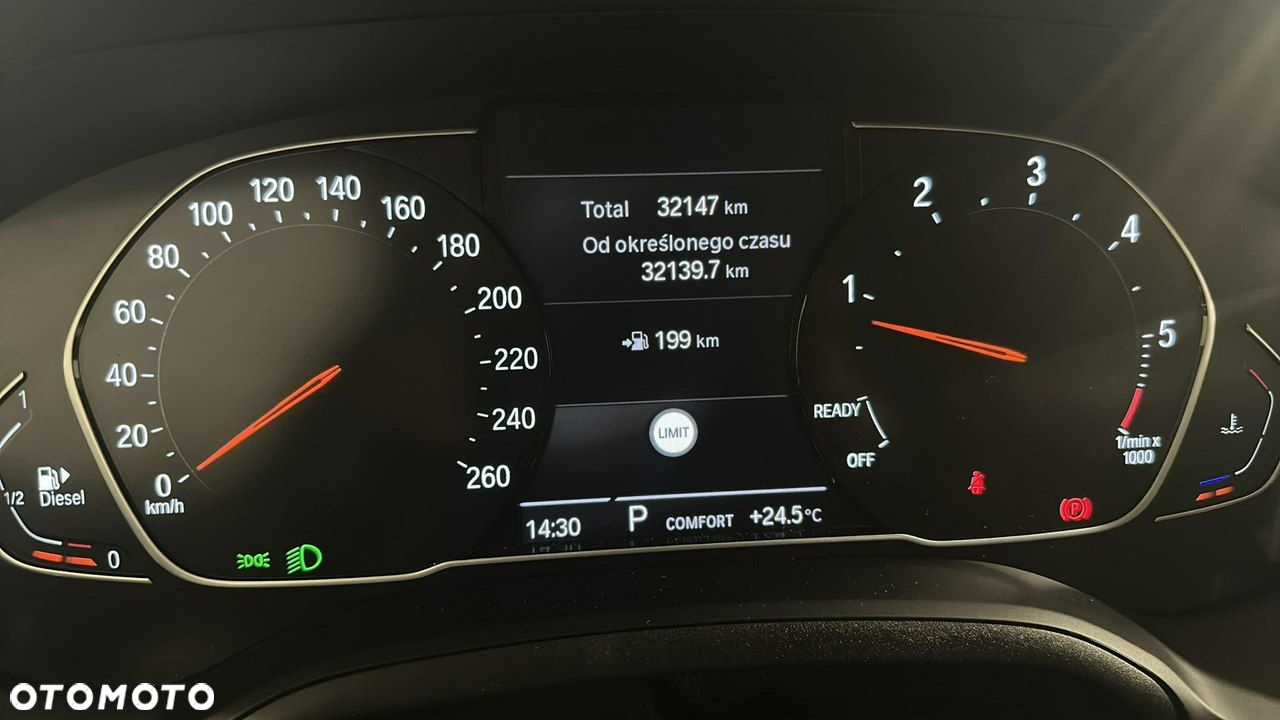 Total 32147 km
Od określonego czasu
32139.7 km
199 km
LIMIT
14:30 P COMFORT +24.5°C
0
20
40
60
80
100
120
140
160
180
200
220
240
260
km/h
1
1/2
Diesel
0
1
2
3
4
5
1/min x
1000
READY
OFF
P
OTOMOTO